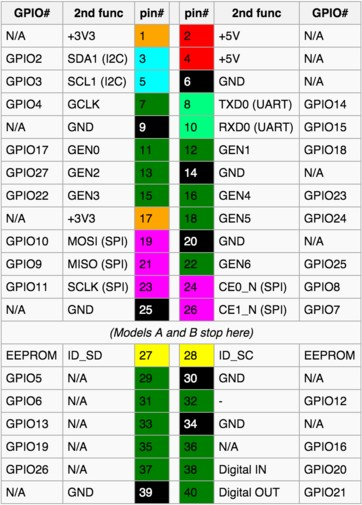 GPIO# 2nd func pin# pin# 2nd func GPIO#
N/A +3V3 1 2 +5V N/A
GPIO2 SDA1 (I2C) 3 4 +5V N/A
GPIO3 SCL1 (I2C) 5 6 GND N/A
GPIO4 GCLK 7 8 TXD0 (UART) GPIO14
N/A GND 9 10 RXD0 (UART) GPIO15
GPIO17 GEN0 11 12 GEN1 GPIO18
GPIO27 GEN2 13 14 GND N/A
GPIO22 GEN3 15 16 GEN4 GPIO23
N/A +3V3 17 18 GEN5 GPIO24
GPIO10 MOSI (SPI) 19 20 GND N/A
GPIO9 MISO (SPI) 21 22 GEN6 GPIO25
GPIO11 SCLK (SPI) 23 24 CE0_N (SPI) GPIO8
N/A GND 25 26 CE1_N (SPI) GPIO7
(Models A and B stop here)
EEPROM ID_SD 27 28 ID_SC EEPROM
GPIO5 N/A 29 30 GND N/A
GPIO6 N/A 31 32 - GPIO12
GPIO13 N/A 33 34 GND N/A
GPIO19 N/A 35 36 N/A GPIO16
GPIO26 N/A 37 38 Digital IN GPIO20
N/A GND 39 40 Digital OUT GPIO21